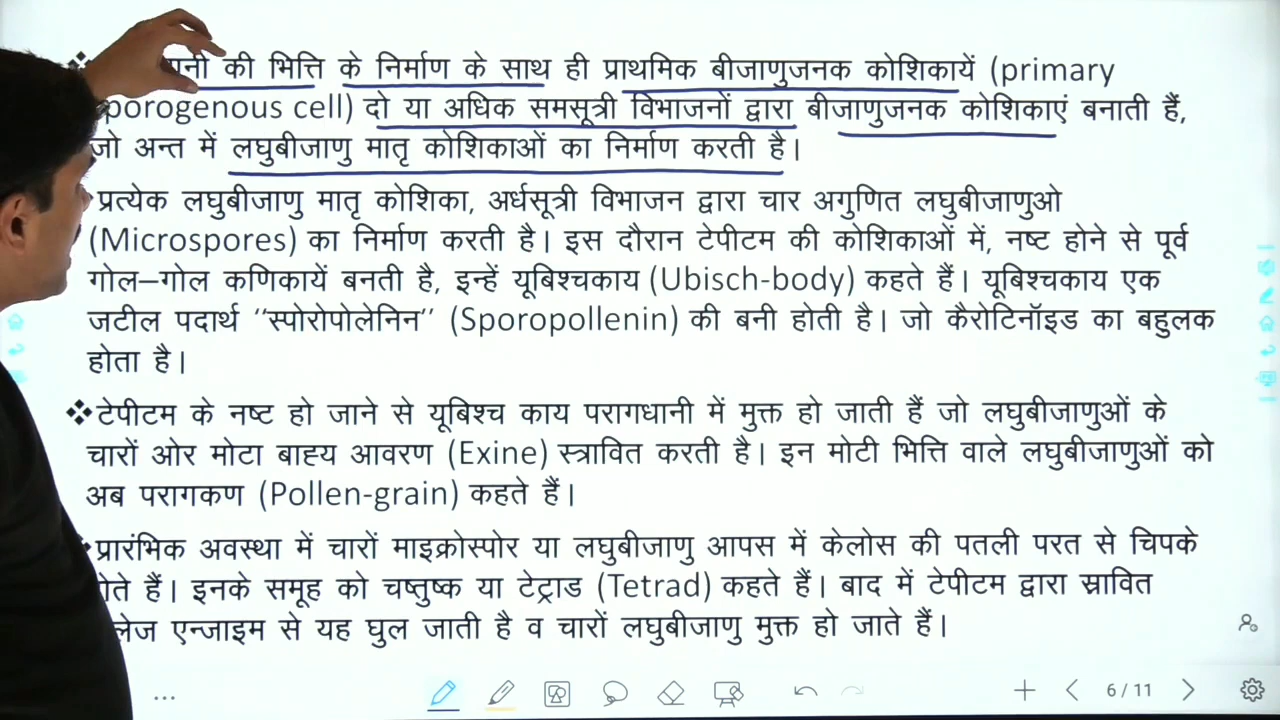 की भित्ति के निर्माण के साथ ही प्राथमिक बीजाणुजनक कोशिकायें (primary
porogenous cell) दो या अधिक समसूत्री विभाजनों द्वारा बीजाणुजनक कोशिकाएं बनाती हैं,
जो अन्त में लघुबीजाणु मातृ कोशिकाओं का निर्माण करती है।
प्रत्येक लघुबीजाणु मातृ कोशिका, अर्धसूत्री विभाजन द्वारा चार अगुणित लघुबीजाणुओ
(Microspores) का निर्माण करती है। इस दौरान टेपीटम की कोशिकाओं में, नष्ट होने से पूर्व
गोल–गोल कणिकायें बनती है, इन्हें यूबिश्चकाय (Ubisch-body) कहते हैं। यूबिश्चकाय एक
जटील पदार्थ ‘‘स्पोरोपोलेनिन’’ (Sporopollenin) की बनी होती है। जो कैरोटिनॉइड का बहुलक
होता है।
❖टेपीटम के नष्ट हो जाने से यूबिश्च काय परागधानी में मुक्त हो जाती हैं जो लघुबीजाणुओं के
चारों ओर मोटा बाह्य आवरण (Exine) स्त्रावित करती है। इन मोटी भित्ति वाले लघुबीजाणुओं को
अब परागकण (Pollen-grain) कहते हैं।
प्रारंभिक अवस्था में चारों माइक्रोस्पोर या लघुबीजाणु आपस में केलोस की पतली परत से चिपके
होते हैं। इनके समूह को चष्तुष्क या टेट्राड (Tetrad) कहते हैं। बाद में टेपीटम द्वारा स्रावित
लेज एन्जाइम से यह घुल जाती है व चारों लघुबीजाणु मुक्त हो जाते हैं।
6 / 11